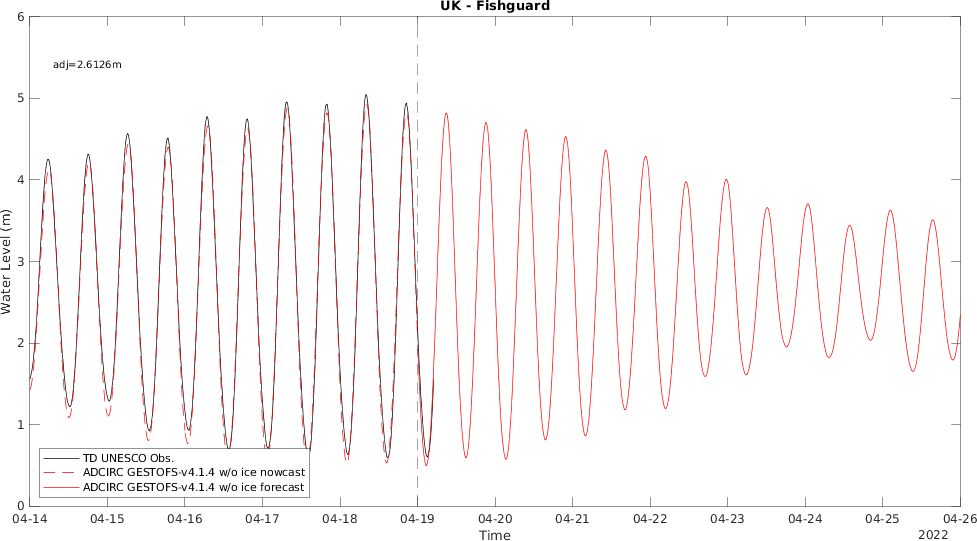 UK - Fishguard
adj=2.6126m
Water Level (m)
6
5
4
3
2
1
0
TD UNESCO Obs.
ADCIRC GESTOFS-v4.1.4 w/o ice nowcast
ADCIRC GESTOFS-v4.1.4 w/o ice forecast
04-14 04-15 04-16 04-17 04-18 04-19 04-20 04-21 04-22 04-23 04-24 04-25 04-26
Time
2022